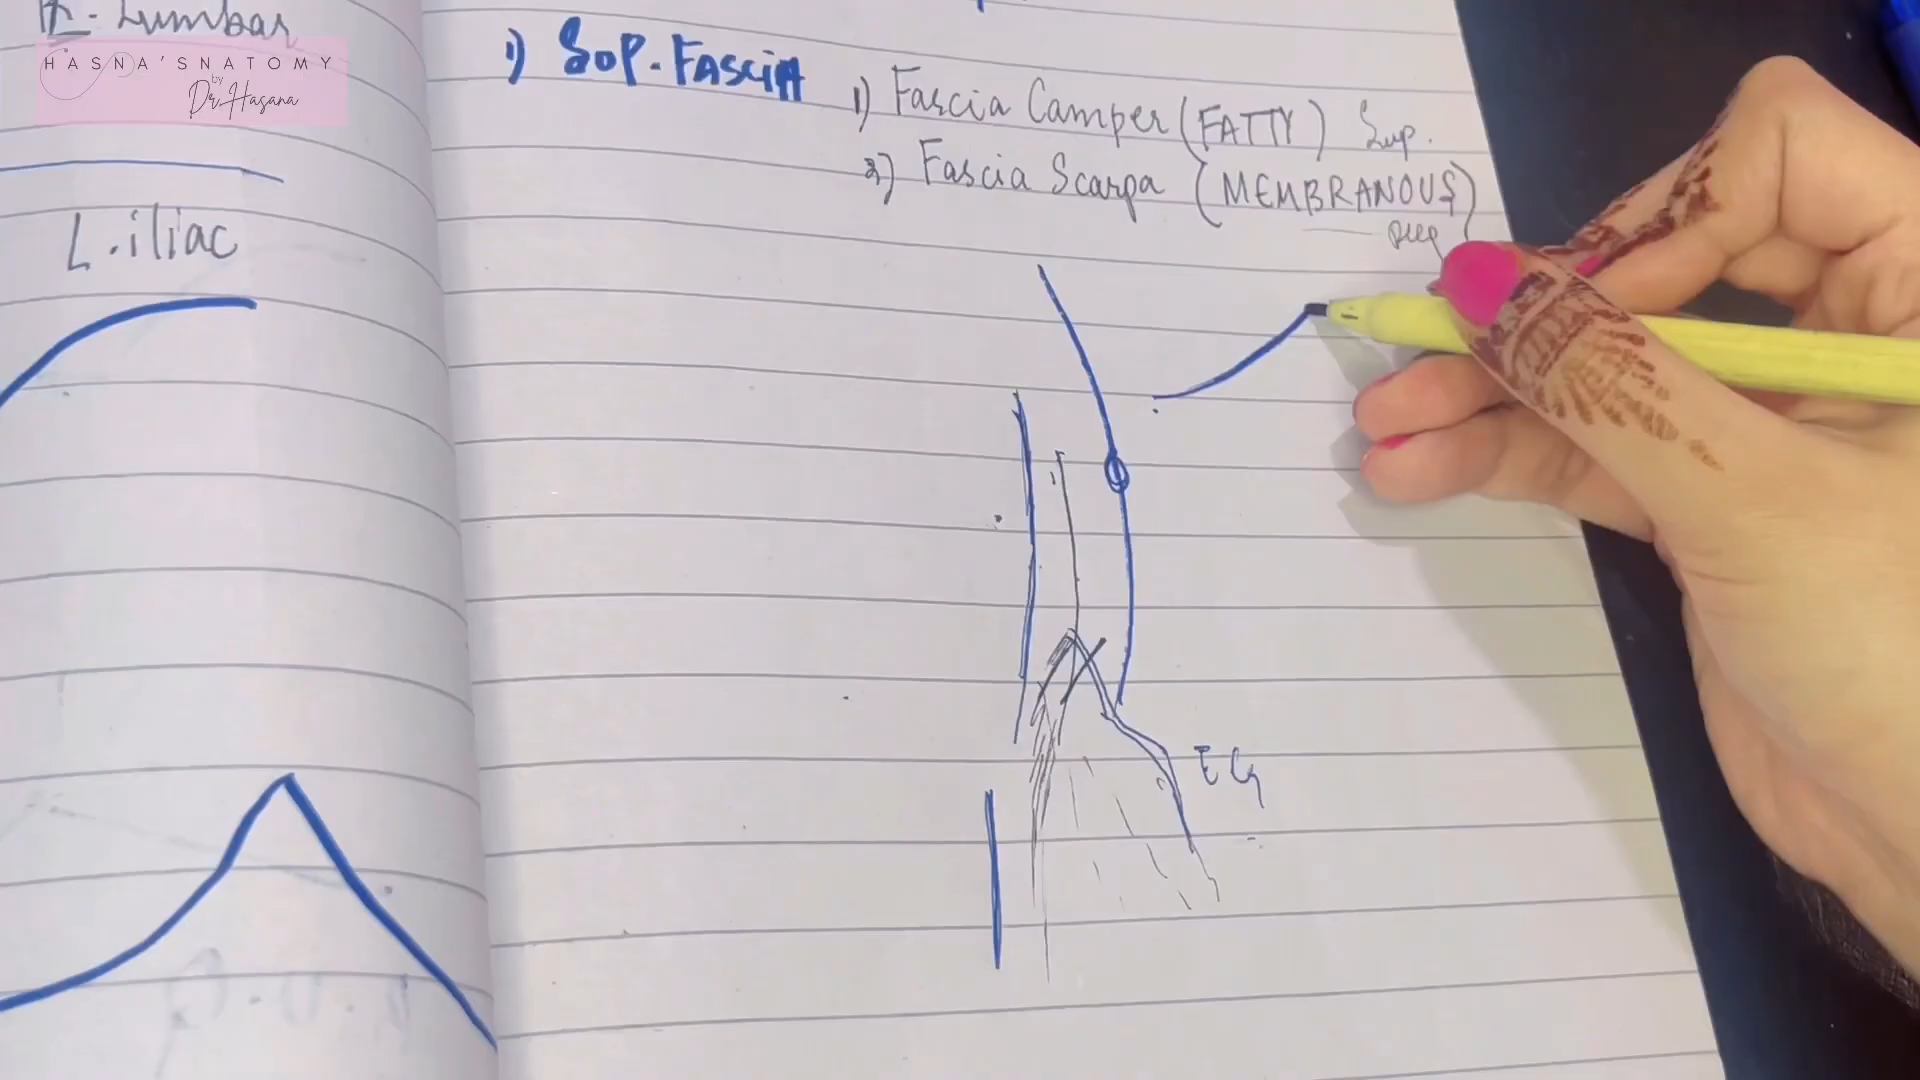 Lumbar
HASNA'SNATOMY
by
Dr.Hasana
L.iliac
1) SUP.FASCIA
1) Fascia Camper (FATTY) Sup.
2) Fascia Scarpa (MEMBRANOUS)
Deep